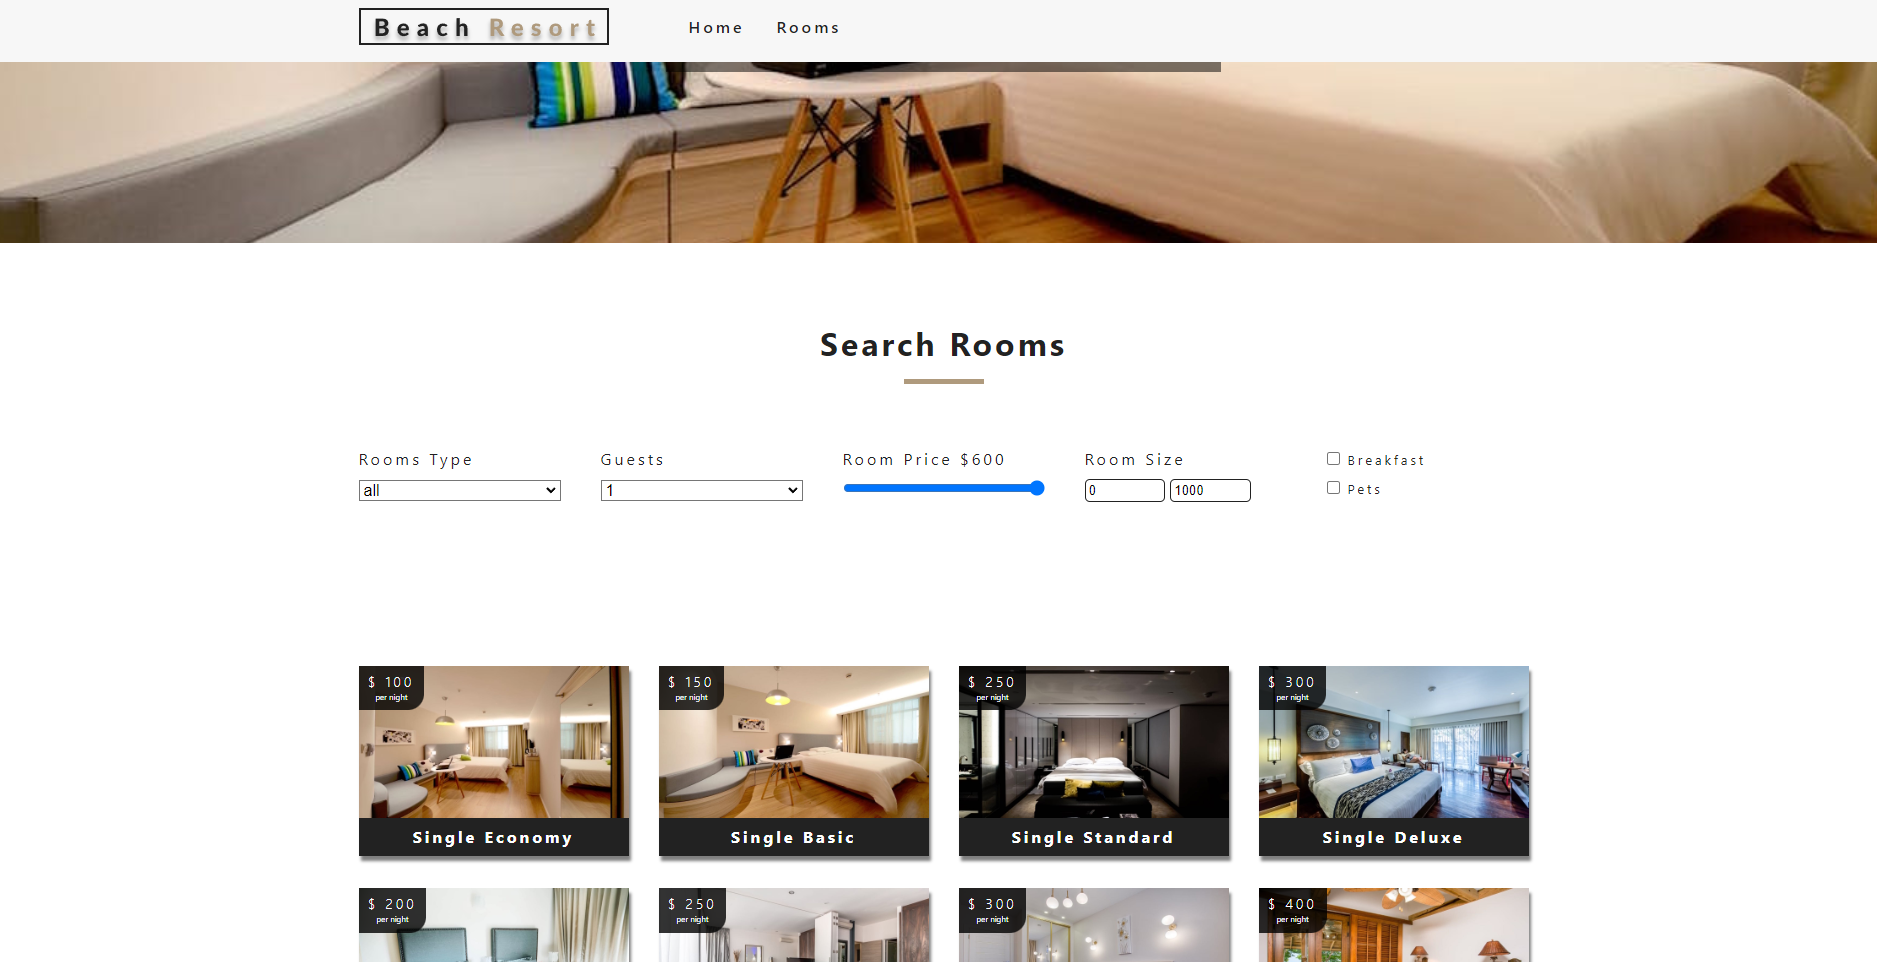 Beach Resort Home Rooms
Search Rooms
Rooms Type Guests Room Price $600 Room Size Breakfast
all 1 0 1000 Pets
$ 100 $ 150 $ 250 $ 300
per night per night per night per night
Single Economy Single Basic Single Standard Single Deluxe
$ 200 $ 250 $ 300 $ 400
per night per night per night per night